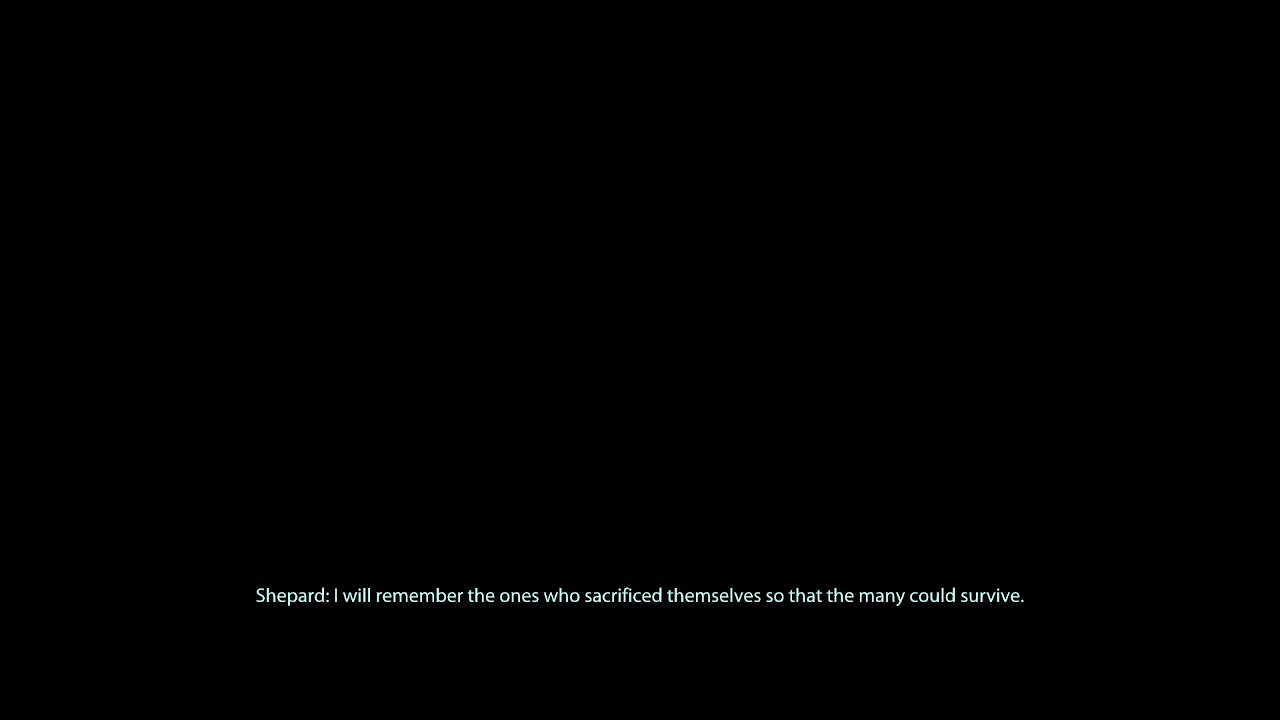 Shepard: I will remember the ones who sacrificed themselves so that the many could survive.